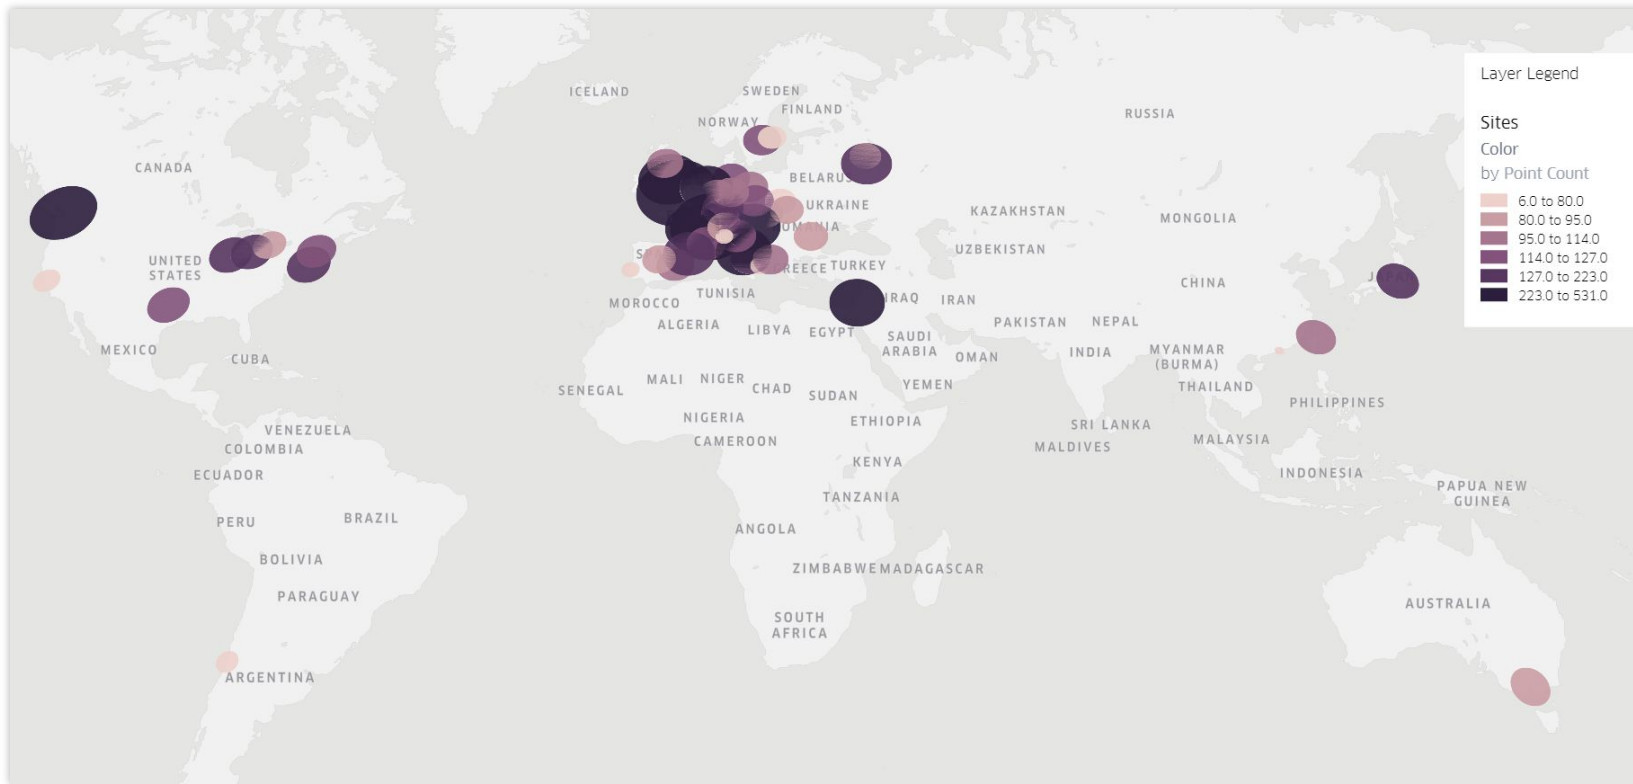 Layer Legend
Sites
Color
by Point Count
6.0 to 80.0
80.0 to 95.0
95.0 to 114.0
114.0 to 127.0
127.0 to 223.0
223.0 to 531.0
ICELAND
SWEDEN
FINLAND
NORWAY
RUSSIA
CANADA
BELARUS
UKRAINE
KAZAKHSTAN
MONGOLIA
UZBEKISTAN
UNITED
STATES
GREECE
TURKEY
MOROCCO
TUNISIA
IRAQ
IRAN
CHINA
JAPAN
ALGERIA
LIBYA
EGYPT
SAUDI
ARABIA
PAKISTAN
NEPAL
MEXICO
CUBA
OMAN
INDIA
MYANMAR
(BURMA)
SENEGAL
MALI
NIGER
CHAD
SUDAN
YEMEN
THAILAND
PHILIPPINES
NIGERIA
ETHIOPIA
SRI LANKA
VENEZUELA
COLOMBIA
CAMEROON
MALDIVES
MALAYSIA
ECUADOR
KENYA
INDONESIA
TANZANIA
PAPUA NEW
GUINEA
PERU
BRAZIL
ANGOLA
BOLIVIA
ZIMBABWE
MADAGASCAR
PARAGUAY
SOUTH
AFRICA
AUSTRALIA
ARGENTINA